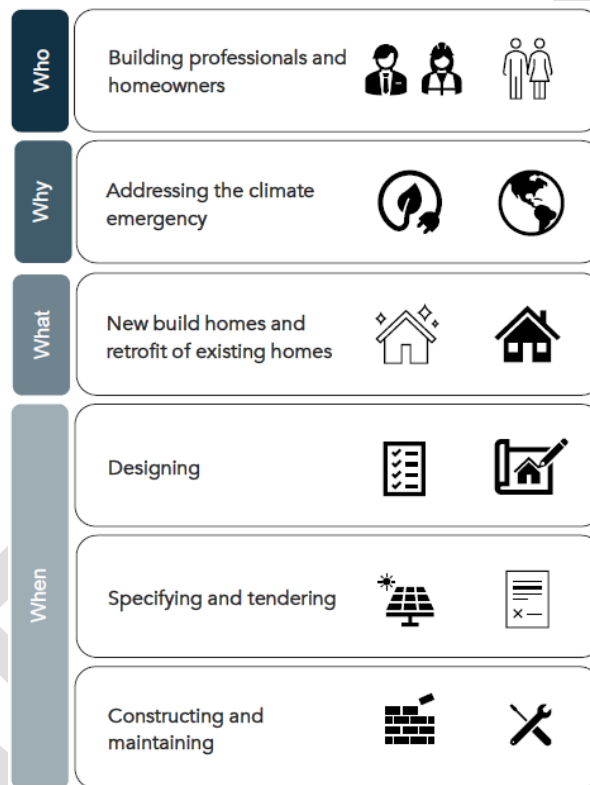 Who
Building professionals and
homeowners
Why
Addressing the climate
emergency
What
New build homes and
retrofit of existing homes
When
Designing
Specifying and tendering
Constructing and
maintaining